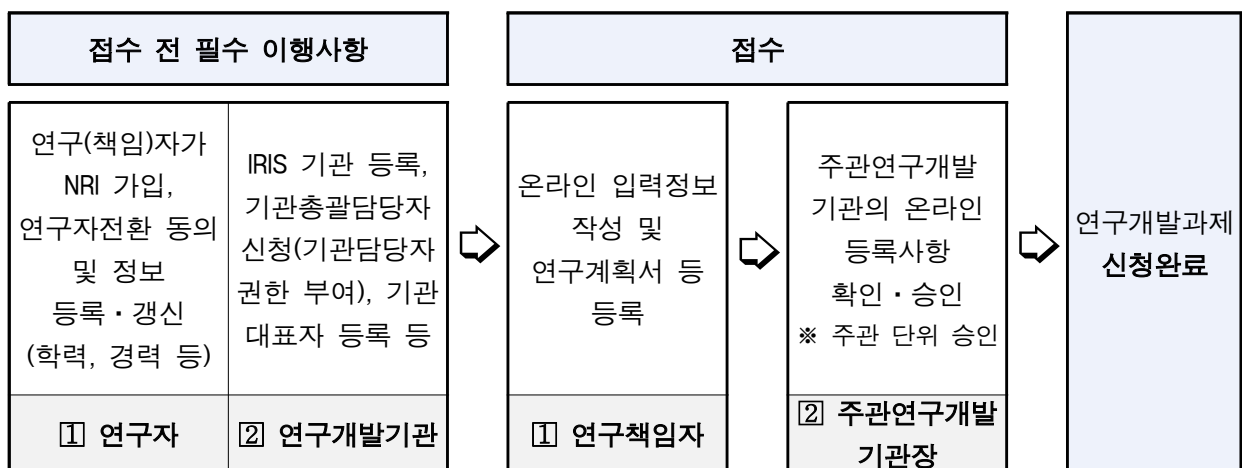 접수 전 필수 이행사항
연구(책임)자가
NRI 가입,
연구자전환 동의
및 정보
등록・갱신
(학력, 경력 등)
1 연구자
IRIS 기관 등록,
기관총괄담당자
신청(기관담당자
권한 부여), 기관
대표자 등록 등
2 연구개발기관
접수
온라인 입력정보
작성 및
연구계획서 등
등록
1 연구책임자
주관연구개발
기관의 온라인
등록사항
확인・승인
※ 주관 단위 승인
2 주관연구개발
기관장
연구개발과제
신청완료